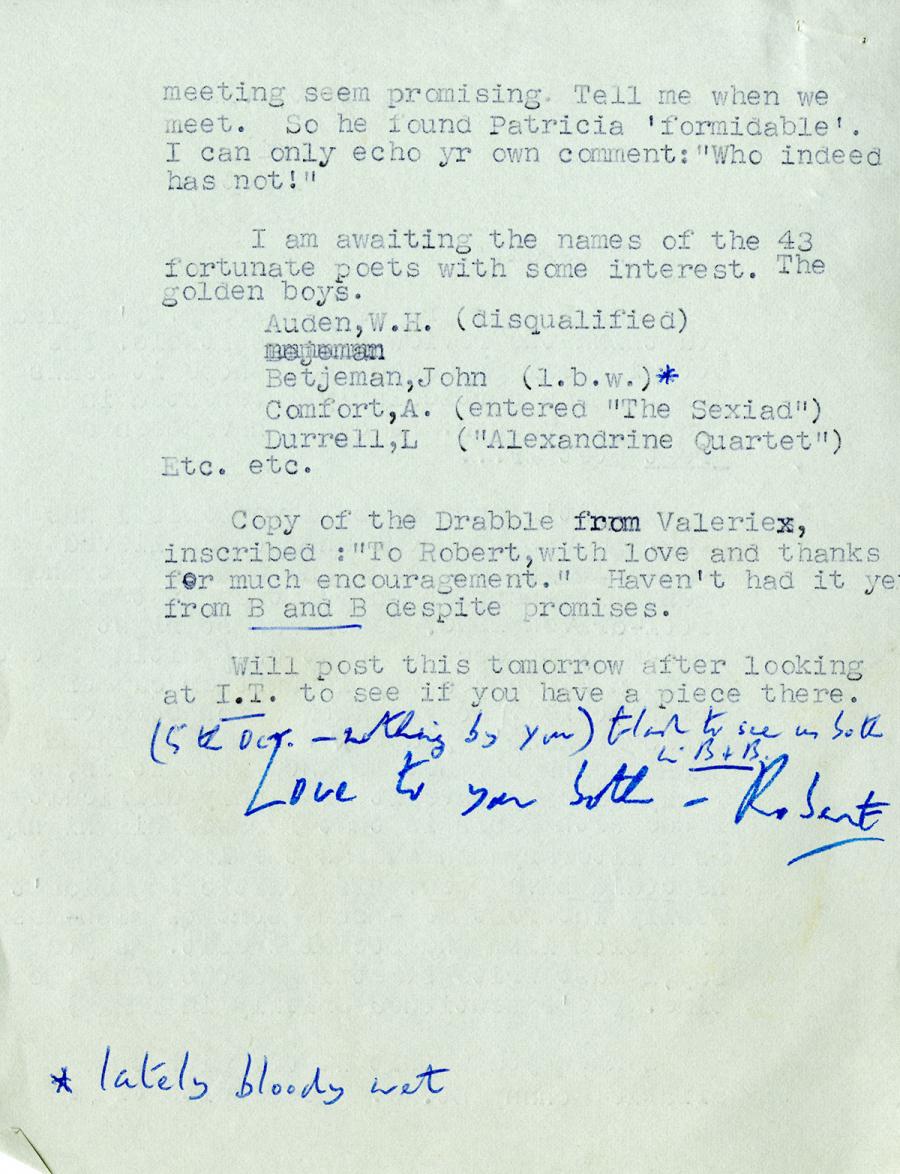 meeting seem promising. Tell me when we
meet.  So he found Patricia 'formidable'.
I can only echo yr own comment:"Who indeed
has not!"
I am awaiting the names of the 43
fortunate poets with some interest. The
golden boys.
Auden,W.H. (disqualified)
Bejeman
Betjeman,John  (l.b.w.)*
Comfort,A. (entered "The Sexiad")
Durrell,L  ("Alexandrine Quartet")
Etc. etc.
Copy of the Drabble from Valeriex,
inscribed :"To Robert,with love and thanks
for much encouragement."  Haven't had it ye
from B and B despite promises.
Will post this tomorrow after looking
at I.T. to see if you have a piece there.
(5th Oct. – nothing by you) to see us both
in B + B.
Love to you both – Robert
* lately bloody wet